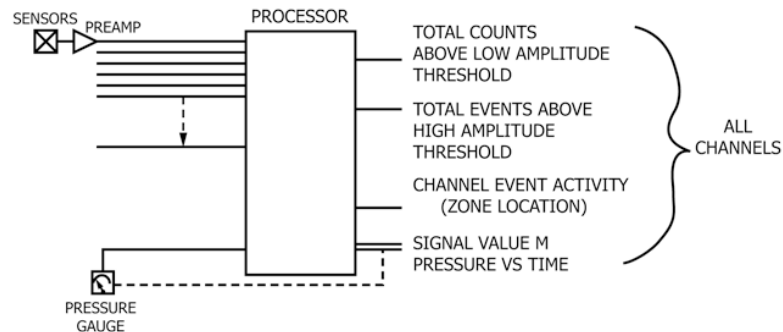 SENSORS
PREAMP
PROCESSOR
TOTAL COUNTS
ABOVE LOW AMPLITUDE
THRESHOLD
TOTAL EVENTS ABOVE
HIGH AMPLITUDE
THRESHOLD
ALL
CHANNELS
CHANNEL EVENT ACTIVITY
(ZONE LOCATION)
SIGNAL VALUE M
PRESSURE VS TIME
PRESSURE
GAUGE